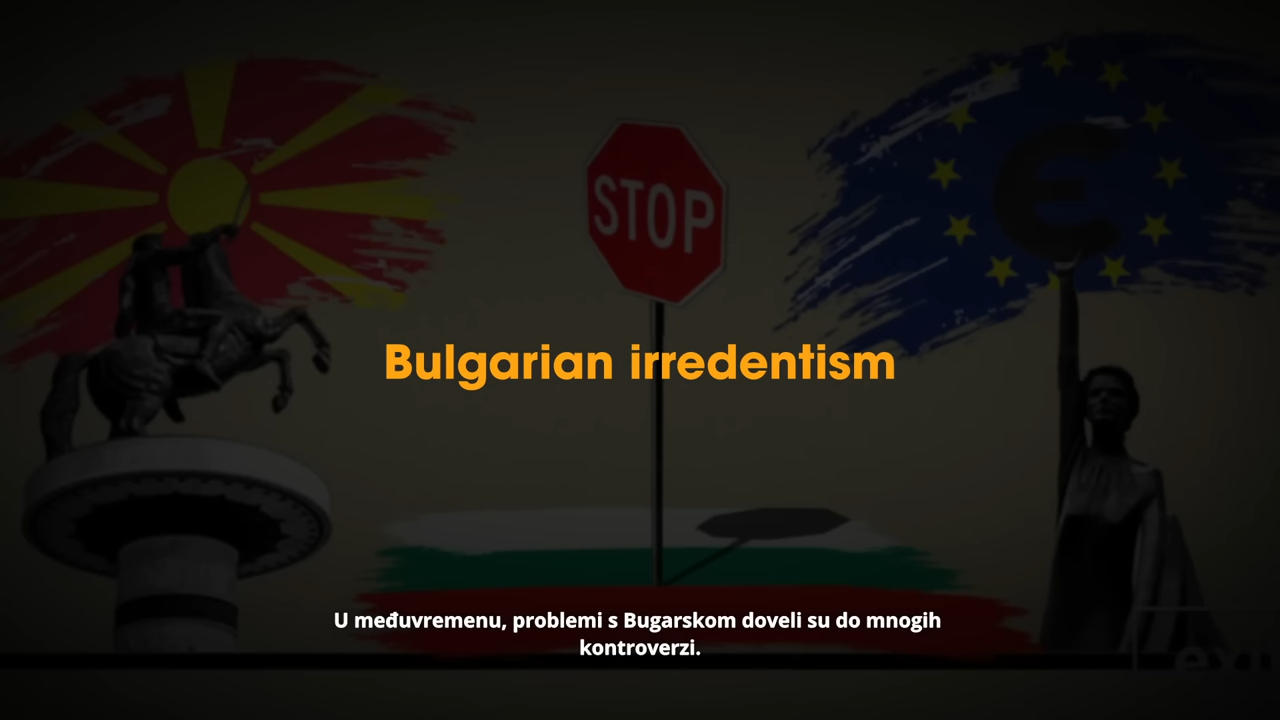 STOP
Bulgarian irredentism
U međuvremenu, problemi s Bugarskom doveli su do mnogih
kontroverzi.